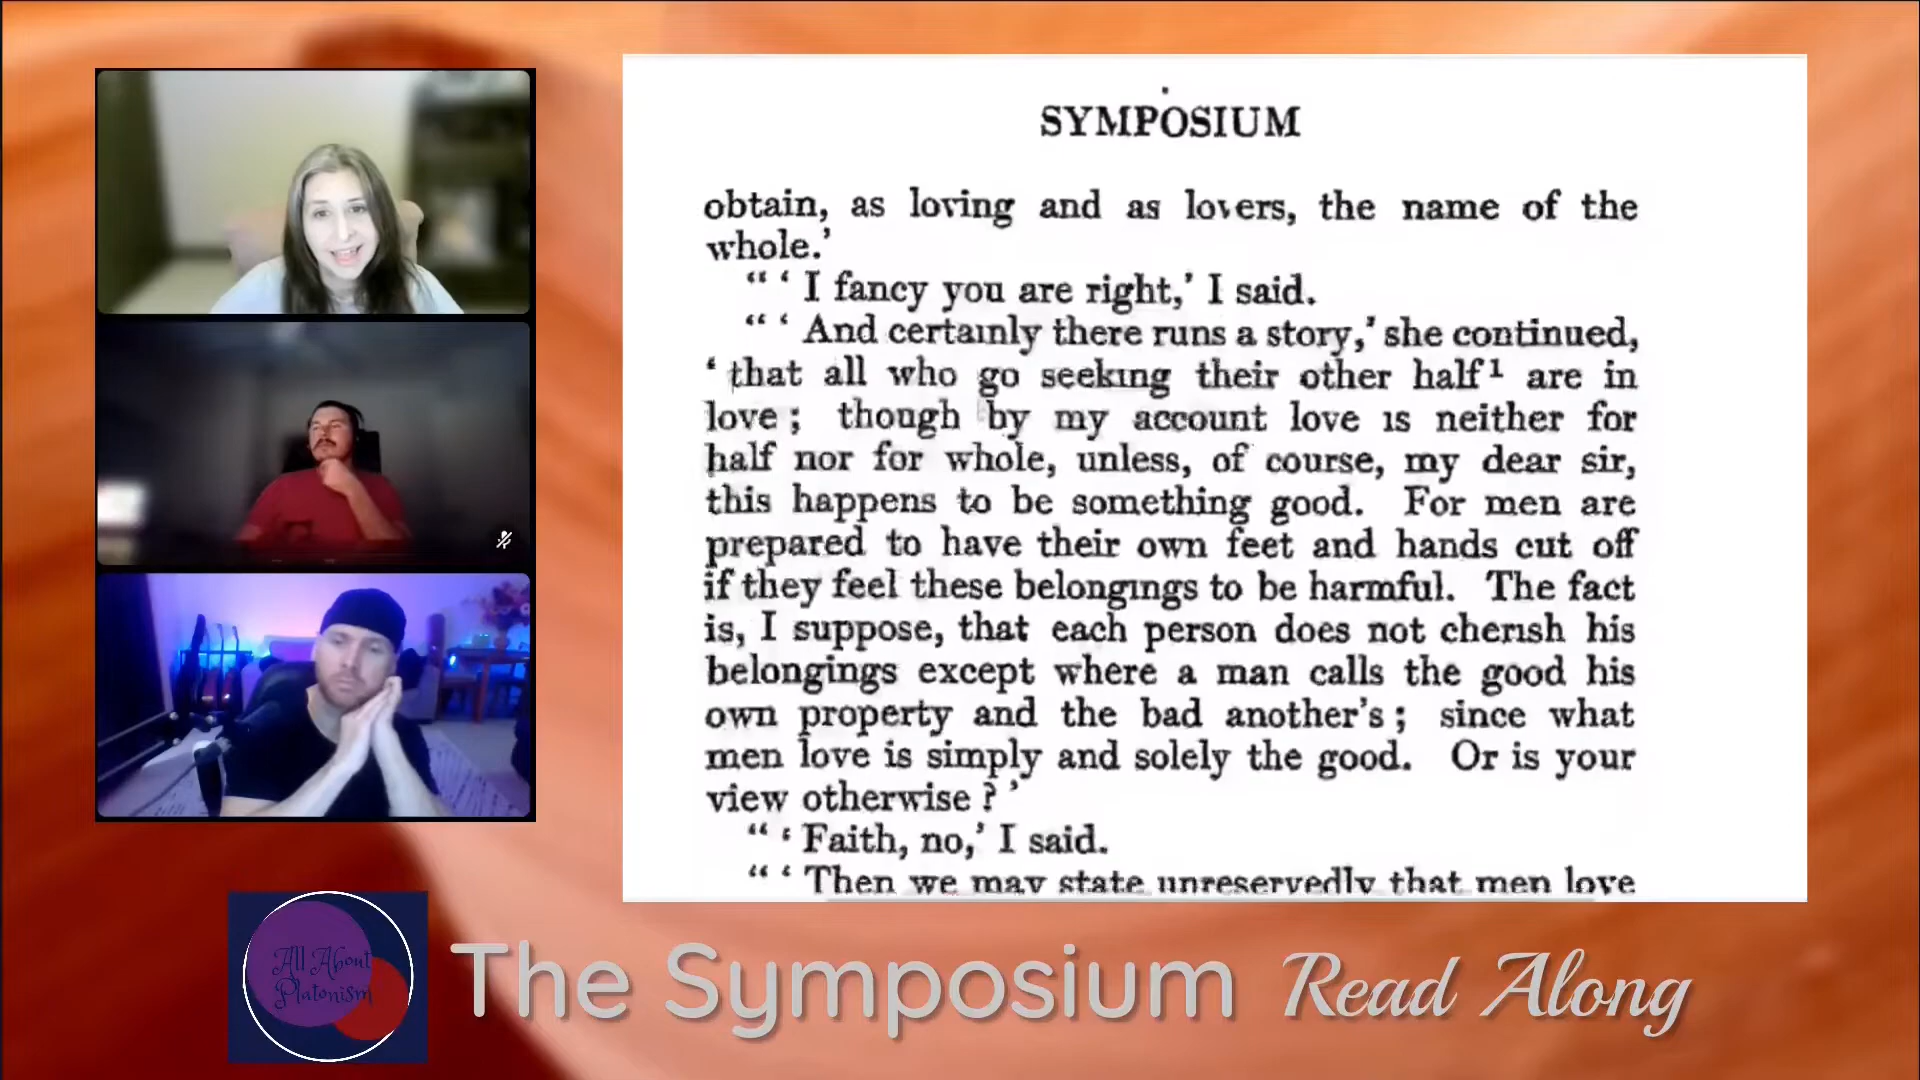 SYMPOSIUM
obtain, as loving and as lovers, the name of the
whole.’
“ ‘ I fancy you are right,’ I said.
“ ‘ And certainly there runs a story,’ she continued,
‘ that all who go seeking their other half¹ are in
love ; though by my account love is neither for
half nor for whole, unless, of course, my dear sir,
this happens to be something good. For men are
prepared to have their own feet and hands cut off
if they feel these belongings to be harmful. The fact
is, I suppose, that each person does not cherish his
belongings except where a man calls the good his
own property and the bad another’s ; since what
men love is simply and solely the good. Or is your
view otherwise ? ’
“ ‘ Faith, no,’ I said.
“ ‘ Then we may state unreservedly that men love
All About
Platonism
The Symposium Read Along